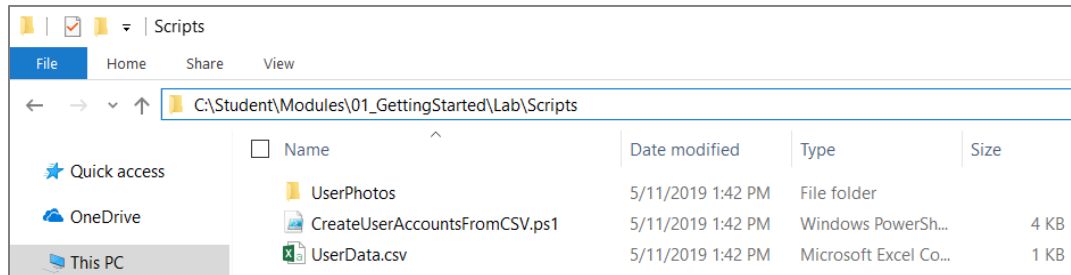 Scripts
File Home Share View
C:\Student\Modules\01_GettingStarted\Lab\Scripts
Name Date modified Type Size
Quick access
UserPhotos 5/11/2019 1:42 PM File folder
OneDrive
CreateUserAccountsFromCSV.ps1 5/11/2019 1:42 PM Windows PowerSh... 4 KB
This PC
UserData.csv 5/11/2019 1:42 PM Microsoft Excel Co... 1 KB